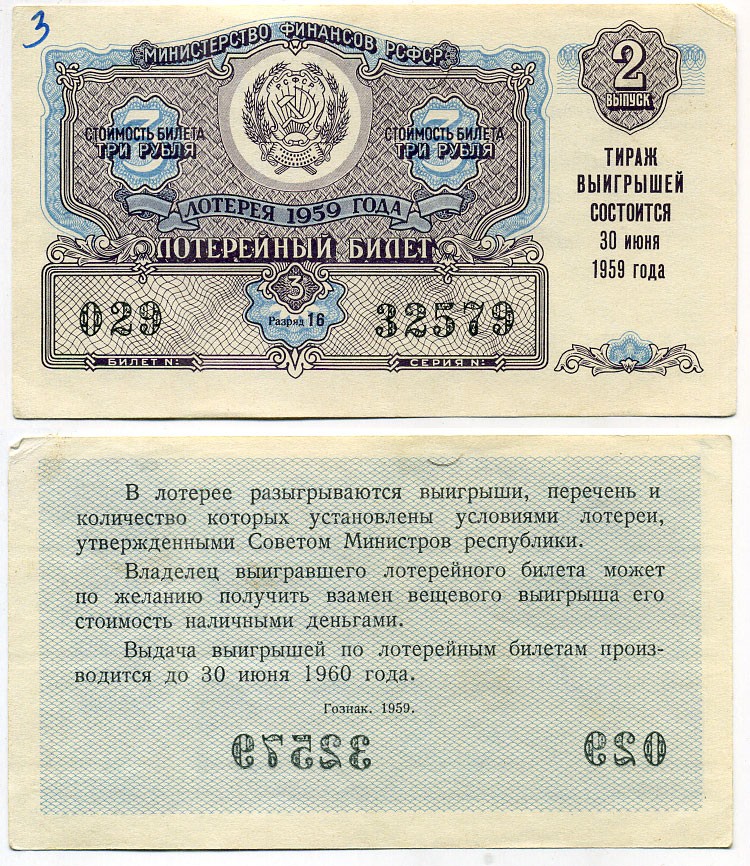 3
МИНИСТЕРСТВО ФИНАНСОВ РСФСР
РСФСР
3
СТОИМОСТЬ БИЛЕТА
ТРИ РУБЛЯ
3
СТОИМОСТЬ БИЛЕТА
ТРИ РУБЛЯ
ЛОТЕРЕЯ 1959 ГОДА
ЛОТЕРЕЙНЫЙ БИЛЕТ
029
3
Разряд 16
32579
БИЛЕТ №:
СЕРИЯ №:
2
ВЫПУСК
ТИРАЖ
ВЫИГРЫШЕЙ
СОСТОИТСЯ
30 июня
1959 года
В лотерее разыгрываются выигрыши, перечень и
количество которых установлены условиями лотереи,
утвержденными Советом Министров республики.
Владелец выигравшего лотерейного билета может
по желанию получить взамен вещевого выигрыша его
стоимость наличными деньгами.
Выдача выигрышей по лотерейным билетам произ-
водится до 30 июня 1960 года.
Гознак. 1959.
32579
029